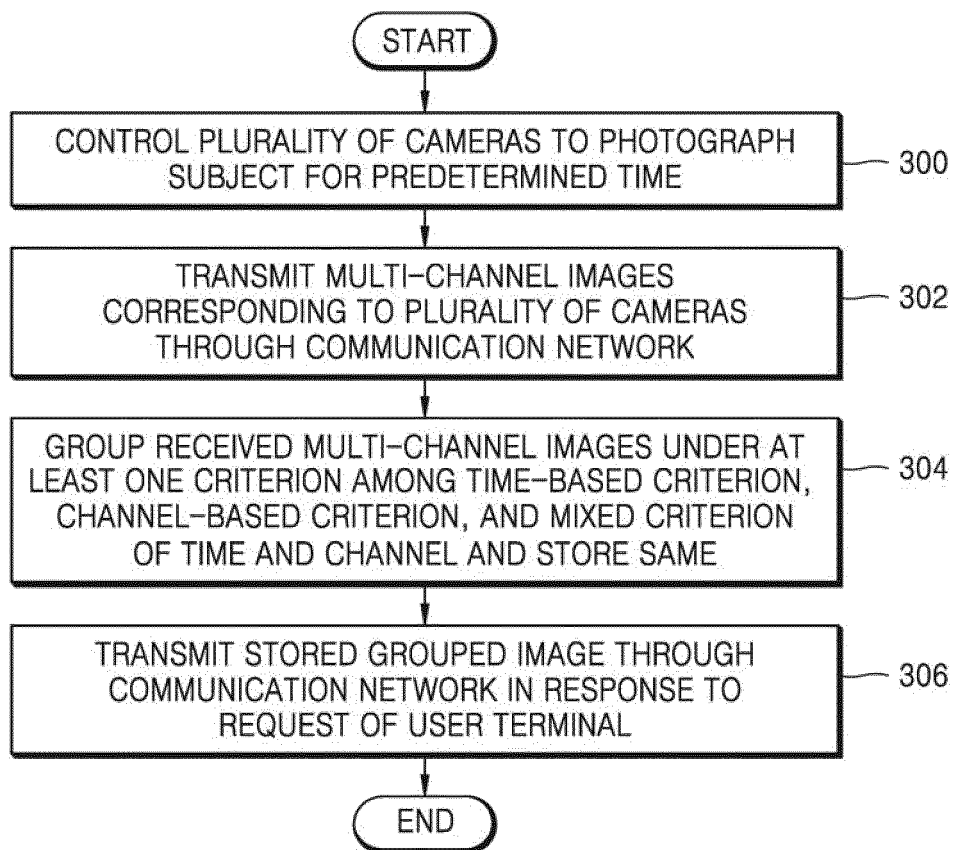 START
CONTROL PLURALITY OF CAMERAS TO PHOTOGRAPH
SUBJECT FOR PREDETERMINED TIME
300
TRANSMIT MULTI-CHANNEL IMAGES
CORRESPONDING TO PLURALITY OF CAMERAS
THROUGH COMMUNICATION NETWORK
302
GROUP RECEIVED MULTI-CHANNEL IMAGES UNDER AT
LEAST ONE CRITERION AMONG TIME-BASED CRITERION,
CHANNEL-BASED CRITERION, AND MIXED CRITERION
OF TIME AND CHANNEL AND STORE SAME
304
TRANSMIT STORED GROUPED IMAGE THROUGH
COMMUNICATION NETWORK IN RESPONSE TO
REQUEST OF USER TERMINAL
306
END